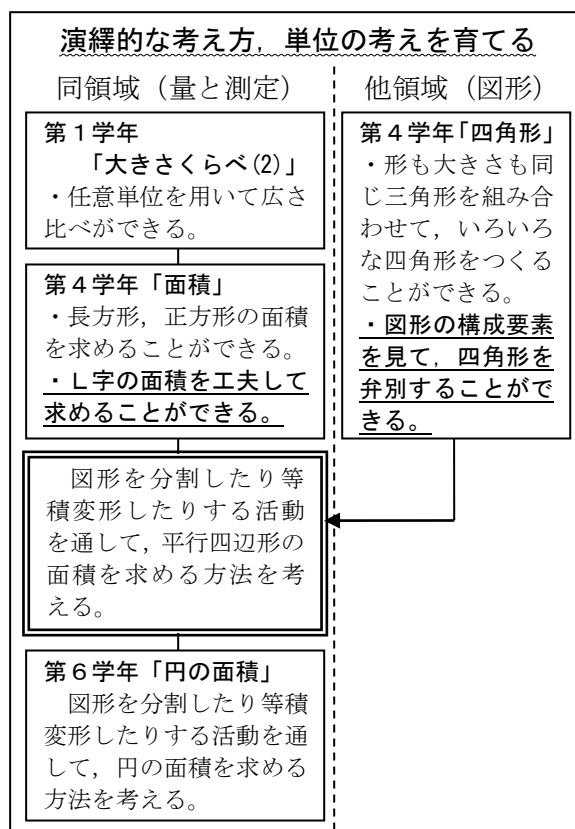 演繹的な考え方，単位の考えを育てる
同領域（量と測定）
第１学年
「大きさくらべ(2)」
・任意単位を用いて広さ
比べができる。
第４学年「面積」
・長方形，正方形の面積
を求めることができる。
・Ｌ字の面積を工夫して
求めることができる。
図形を分割したり等
積変形したりする活動
を通して，平行四辺形の
面積を求める方法を考
える。
第６学年「円の面積」
図形を分割したり等積
変形したりする活動を通
して，円の面積を求める
方法を考える。
他領域（図形）
第４学年「四角形」
・形も大きさも同
じ三角形を組み合
わせて，いろいろ
な四角形をつくる
ことができる。
・図形の構成要素
を見て，四角形を
弁別することがで
きる。